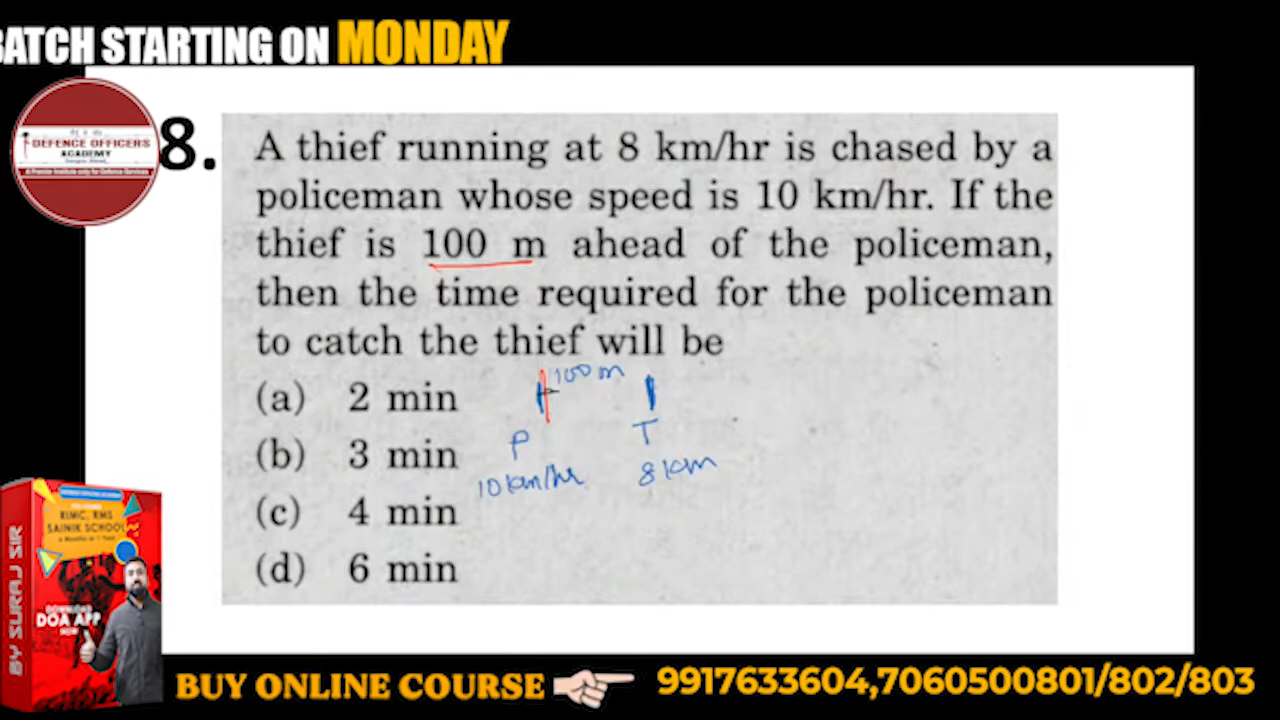 BATCH STARTING ON MONDAY
DEFENCE OFFICERS
ACADEMY
8.
A thief running at 8 km/hr is chased by a
policeman whose speed is 10 km/hr. If the
thief is 100 m ahead of the policeman,
then the time required for the policeman
to catch the thief will be
(a) 2 min
(b) 3 min
(c) 4 min
(d) 6 min
100 m
P
T
10 km/hr
8 km
BY SURAJ SIR
RIMC, RMS
SAINIK SCHOOL
DOWNLOAD
DOA APP
NOW
BUY ONLINE COURSE
9917633604,7060500801/802/803